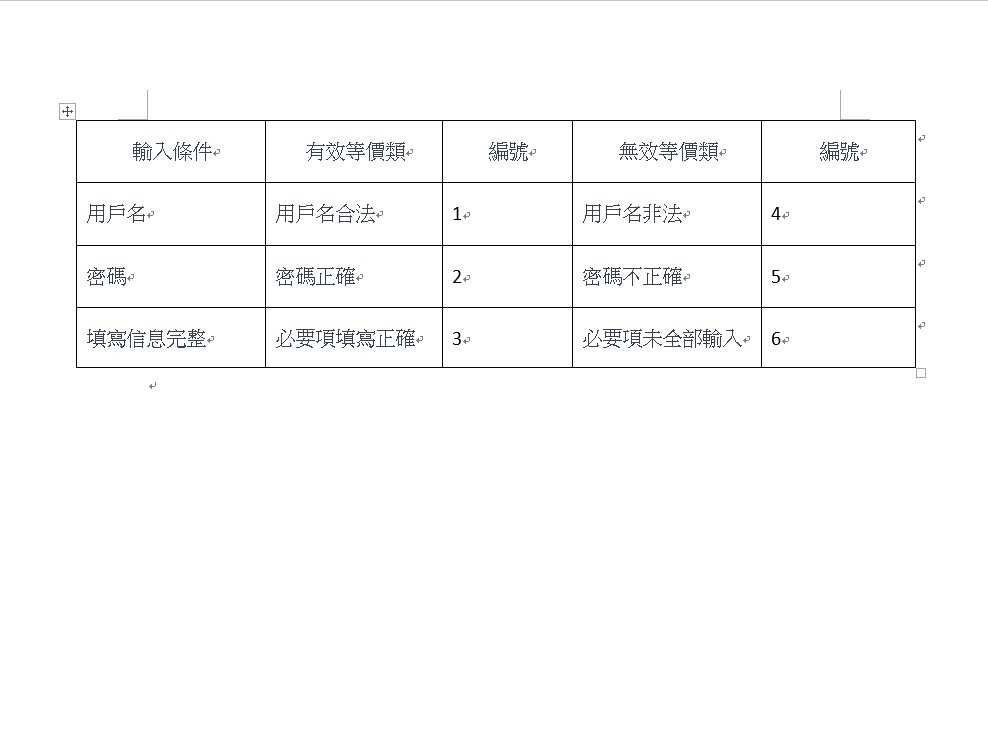 輸入條件 有效等價類 編號 無效等價類 編號
用戶名 用戶名合法 1 用戶名非法 4
密碼 密碼正確 2 密碼不正確 5
填寫信息完整 必要項填寫正確 3 必要項未全部輸入 6